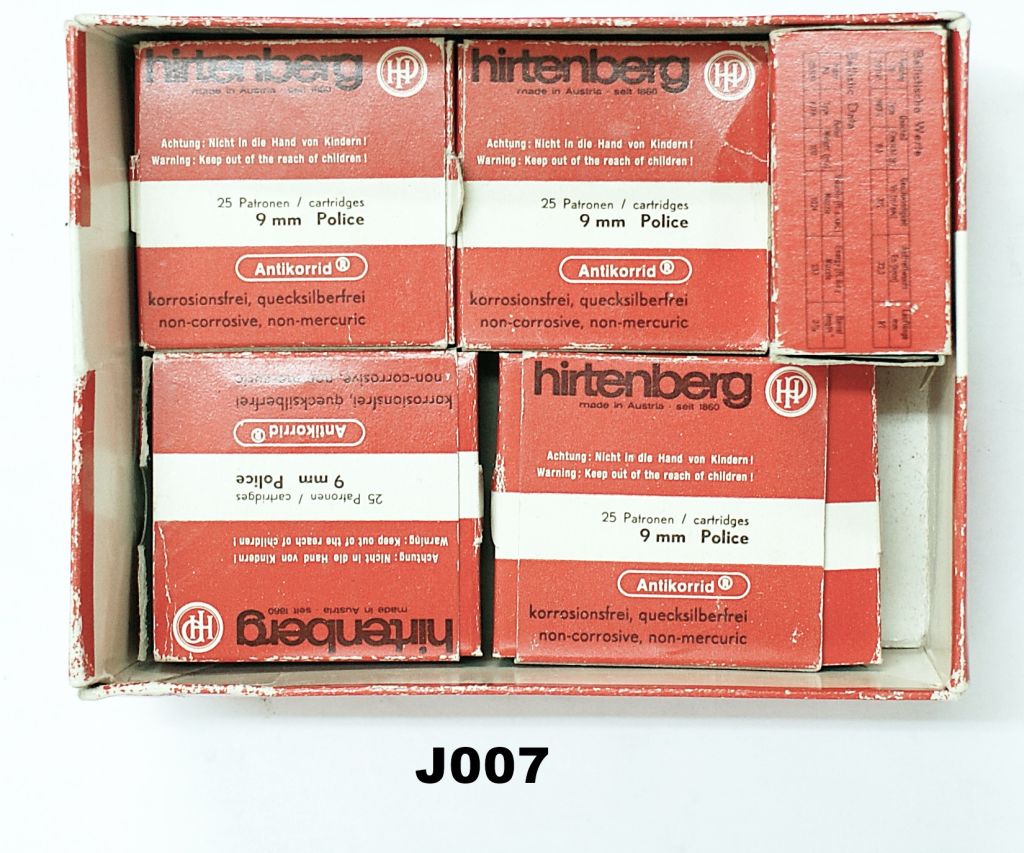 hirtenberg HP
made in Austria · seit 1860
Achtung: Nicht in die Hand von Kindern!
Warning: Keep out of the reach of children!
25 Patronen / cartridges
9 mm Police
Antikorrid®
korrosionsfrei, quecksilberfrei
non-corrosive, non-mercuric
hirtenberg HP
made in Austria · seit 1860
Achtung: Nicht in die Hand von Kindern!
Warning: Keep out of the reach of children!
25 Patronen / cartridges
9 mm Police
Antikorrid®
korrosionsfrei, quecksilberfrei
non-corrosive, non-mercuric
Ballistische Werte
Ballistic Data
hirtenberg HP
made in Austria seit 1860
Achtung: Nicht in die Hand von Kindern!
Warning: Keep out of the reach of children!
25 Patronen / cartridges
9 mm Police
Antikorrid®
korrosionsfrei, quecksilberfrei
non-corrosive, non-mercuric
hirtenberg HP
made in Austria · seit 1860
Achtung: Nicht in die Hand von Kindern!
Warning: Keep out of the reach of children!
25 Patronen / cartridges
9 mm Police
Antikorrid®
korrosionsfrei, quecksilberfrei
non-corrosive, non-mercuric
J007